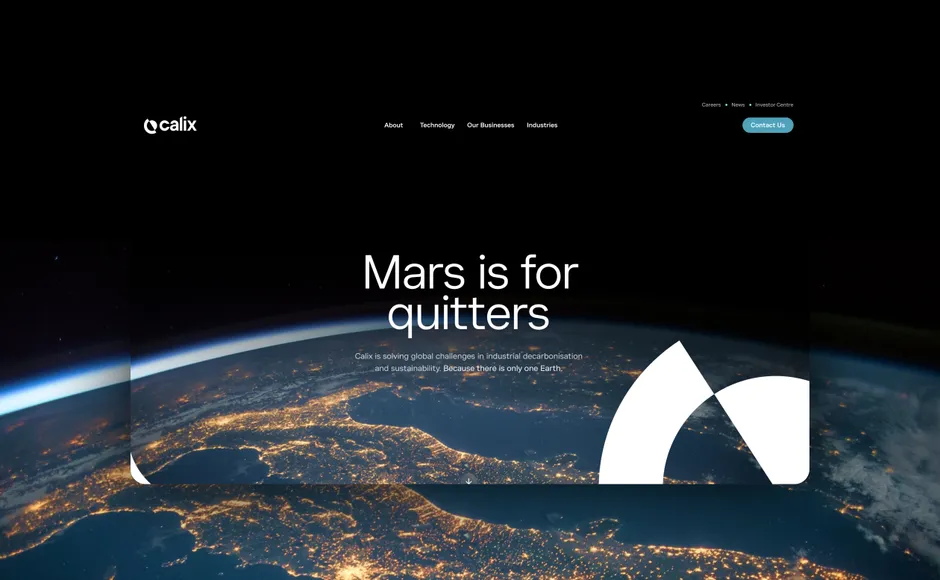 Careers • News • Investor Centre
calix
About Technology Our Businesses Industries
Contact Us
Mars is for
quitters
Calix is solving global challenges in industrial decarbonisation
and sustainability. Because there is only one Earth.